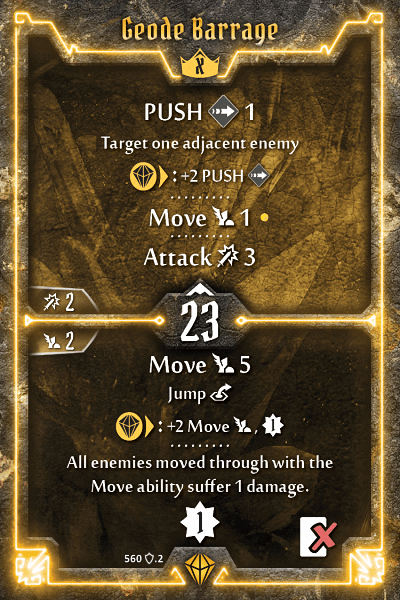 Geode Barrage
X
PUSH 1
Target one adjacent enemy
: +2 PUSH
Move 1
Attack 3
2
23
2
Move 5
Jump
: +2 Move , 1
All enemies moved through with the
Move ability suffer 1 damage.
1
560 .2